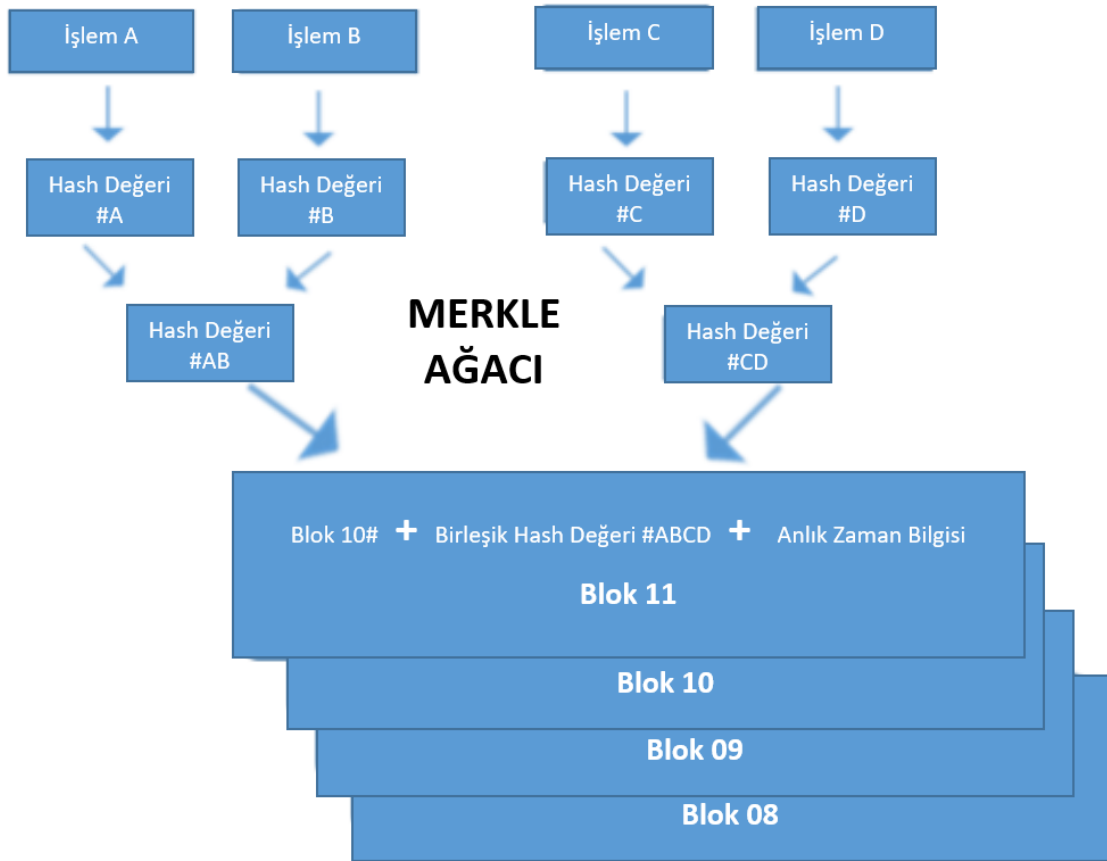 İşlem A
İşlem B
İşlem C
İşlem D
Hash Değeri
#A
Hash Değeri
#B
Hash Değeri
#C
Hash Değeri
#D
MERKLE
AĞACI
Hash Değeri
#AB
Hash Değeri
#CD
Blok 10# + Birleşik Hash Değeri #ABCD + Anlık Zaman Bilgisi
Blok 11
Blok 10
Blok 09
Blok 08